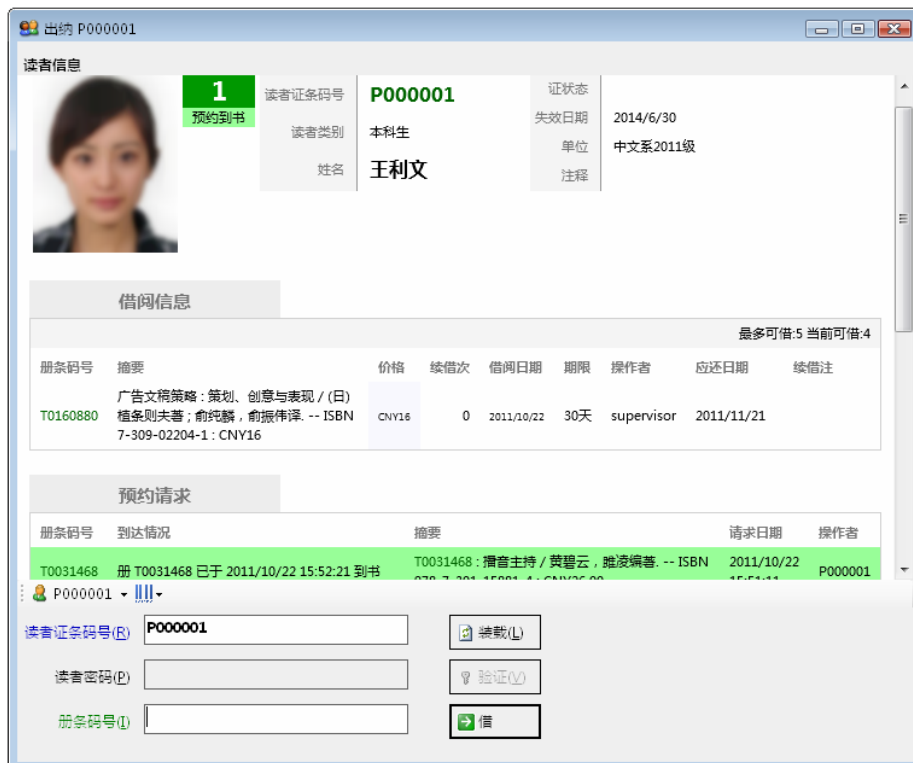 出纳 P000001
读者信息
1
预约到书
读者证条码号 P000001
读者类别 本科生
姓名 王利文
证状态
失效日期 2014/6/30
单位 中文系2011级
注释
借阅信息
最多可借:5 当前可借:4
册条码号 摘要 价格 续借次 借阅日期 期限 操作者 应还日期 续借注
广告文稿策略 : 策划、创意与表现 / (日)
T0160880 植条则夫著 ; 俞纯麟 , 俞振伟译. -- ISBN CNY16 0 2011/10/22 30天 supervisor 2011/11/21
7-309-02204-1 : CNY16
预约请求
册条码号 到达情况 摘要 请求日期 操作者
T0031468 册 T0031468 已于 2011/10/22 15:52:21 到书 T0031468 : 播音主持 / 黄碧云 , 睢凌编著. -- ISBN 2011/10/22 P000001
P000001
读者证条码号(R) P000001 装载(L)
读者密码(P) 验证(V)
册条码号(I) 借